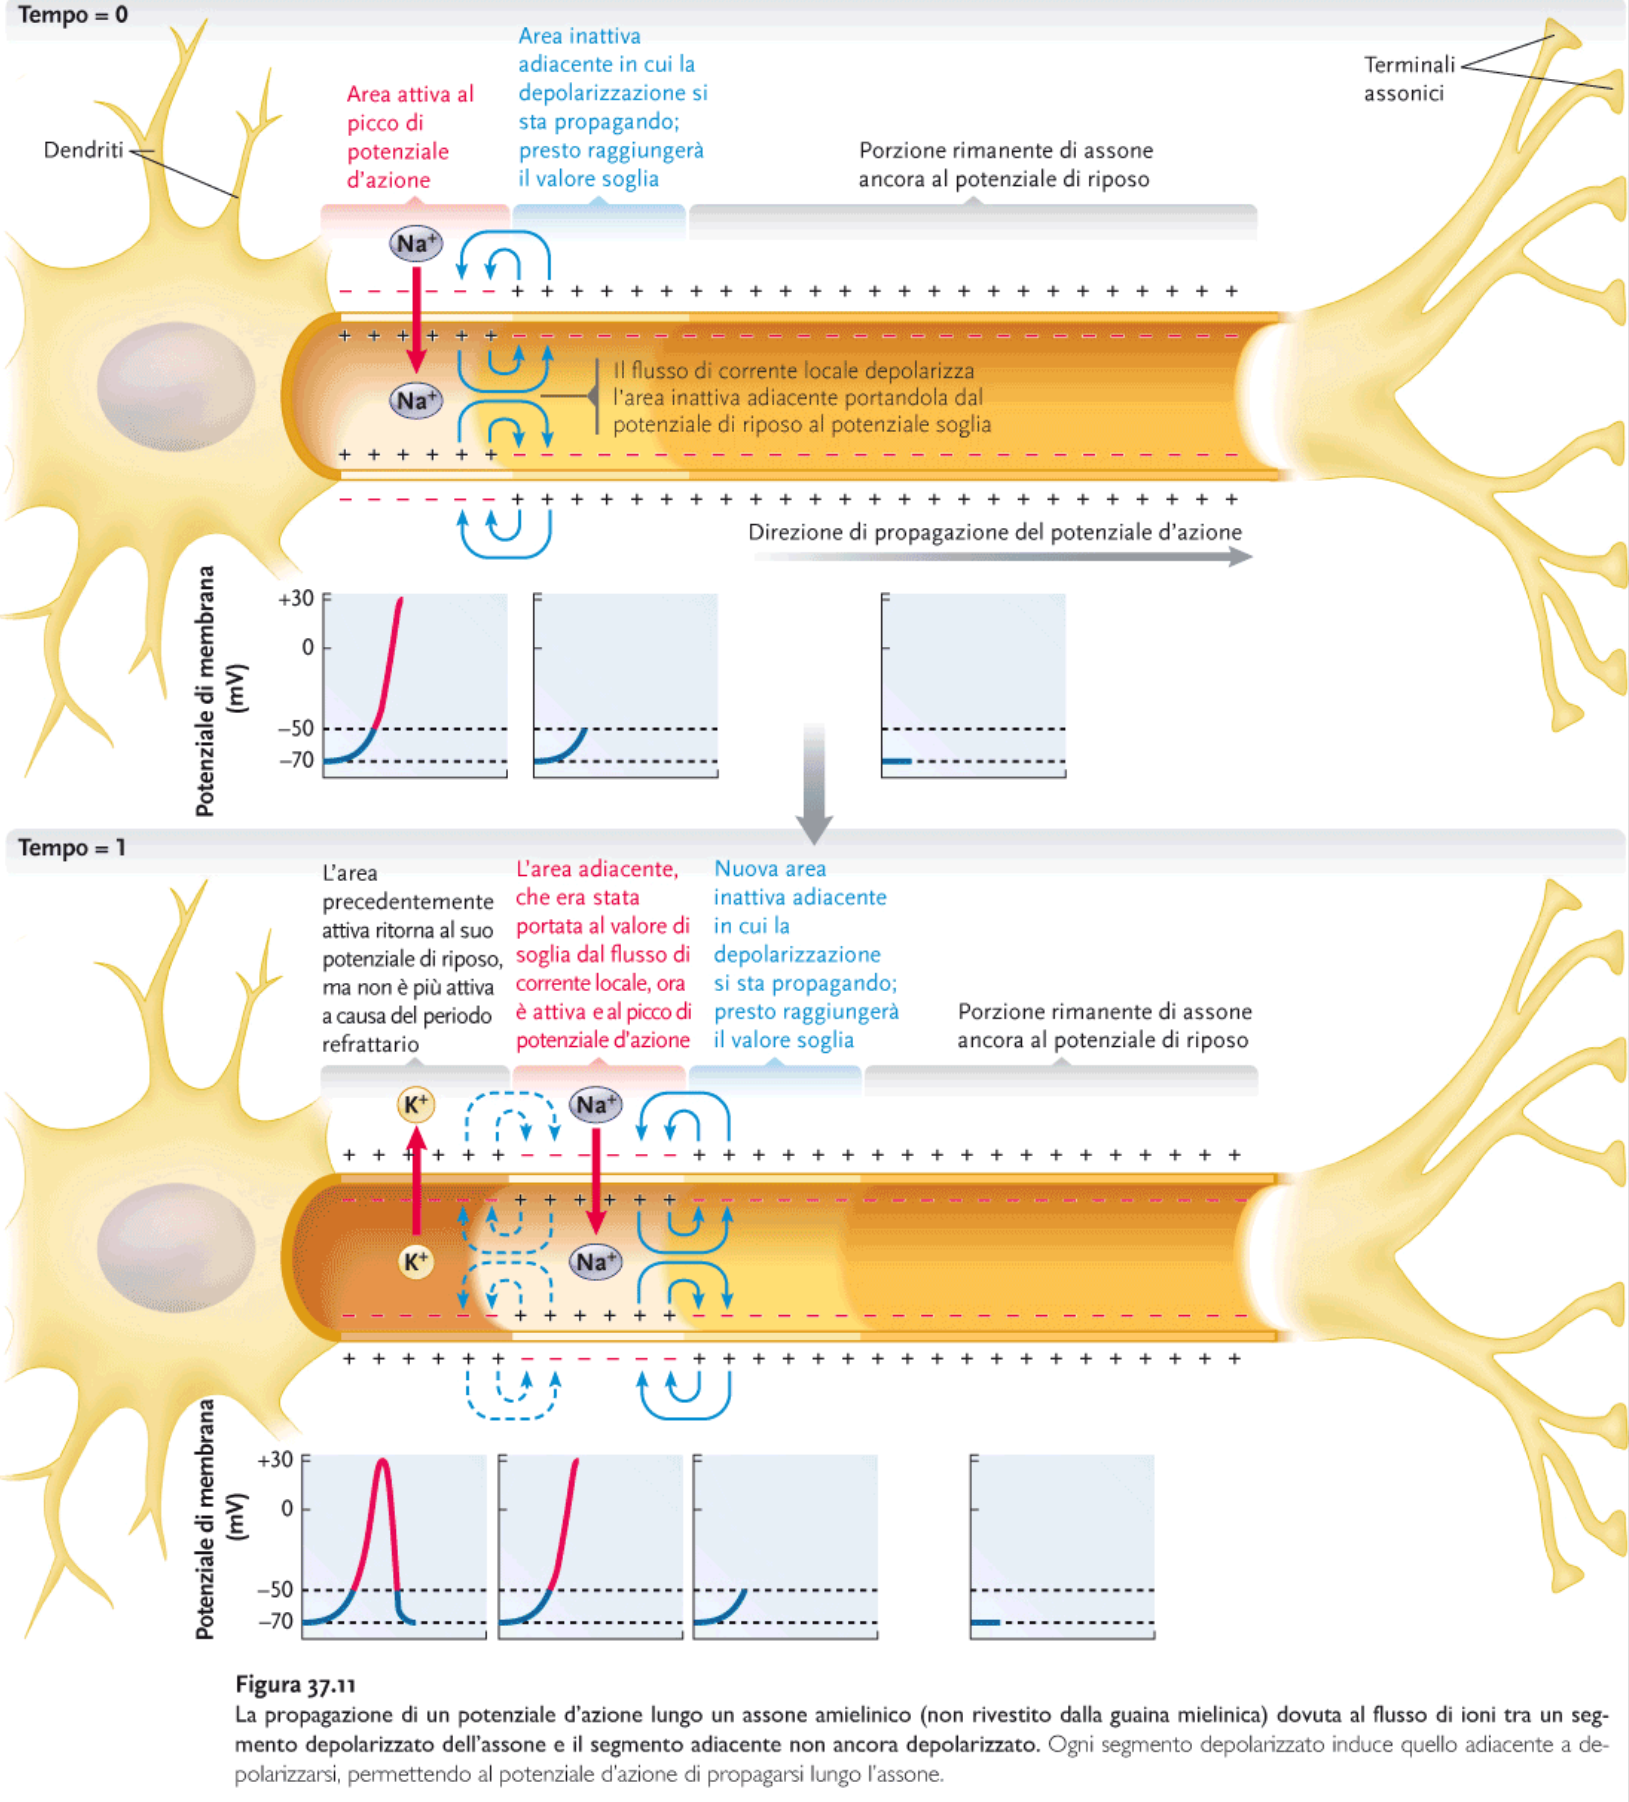 Tempo = 0
Dendriti
Area attiva al
picco di
potenziale
d'azione
Area inattiva
adiacente in cui la
depolarizzazione si
sta propagando;
presto raggiungerà
il valore soglia
Porzione rimanente di assone
ancora al potenziale di riposo
Terminali
assonici
Na⁺
– – – – – – + + + + + + + + + + + + + + + + + + + + + + + + +
+ + + + + + – – – – – – – – – – – – – – – – – – – – – – – – –
Na⁺
Il flusso di corrente locale depolarizza
l'area inattiva adiacente portandola dal
potenziale di riposo al potenziale soglia
+ + + + + + – – – – – – – – – – – – – – – – – – – – – – – – –
– – – – – – + + + + + + + + + + + + + + + + + + + + + + + + +
Direzione di propagazione del potenziale d'azione
Potenziale di membrana
(mV)
+30
0
–50
–70
Tempo = 1
L'area
precedentemente
attiva ritorna al suo
potenziale di riposo,
ma non è più attiva
a causa del periodo
refrattario
L'area adiacente,
che era stata
portata al valore di
soglia dal flusso di
corrente locale, ora
è attiva e al picco di
potenziale d'azione
Nuova area
inattiva adiacente
in cui la
depolarizzazione
si sta propagando;
presto raggiungerà
il valore soglia
Porzione rimanente di assone
ancora al potenziale di riposo
K⁺
Na⁺
+ + + + + + – – – – – – + + + + + + + + + + + + + + + + + + +
– – – – – – + + + + + + – – – – – – – – – – – – – – – – – – –
K⁺
Na⁺
– – – – – – + + + + + + – – – – – – – – – – – – – – – – – – –
+ + + + + + – – – – – – + + + + + + + + + + + + + + + + + + +
Potenziale di membrana
(mV)
+30
0
–50
–70
Figura 37.11
La propagazione di un potenziale d'azione lungo un assone amielinico (non rivestito dalla guaina mielinica) dovuta al flusso di ioni tra un seg-
mento depolarizzato dell'assone e il segmento adiacente non ancora depolarizzato. Ogni segmento depolarizzato induce quello adiacente a de-
polarizzarsi, permettendo al potenziale d'azione di propagarsi lungo l'assone.